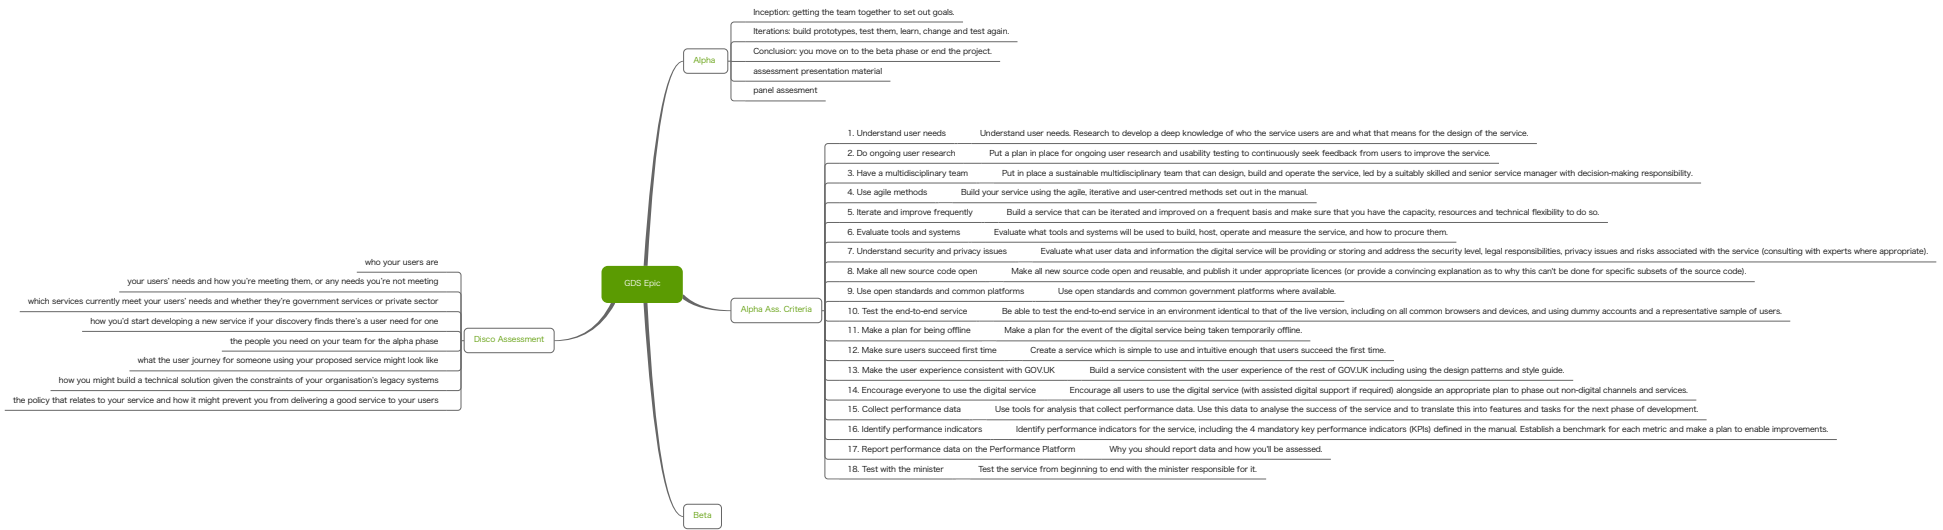 Inception: getting the team together to set out goals.
Iterations: build prototypes, test them, learn, change and test again.
Alpha
Conclusion: you move on to the beta phase or end the project.
assessment presentation material
panel assesment
1. Understand user needs Understand user needs. Research to develop a deep knowledge of who the service users are and what that means for the design of the service.
2. Do ongoing user research Put a plan in place for ongoing user research and usability testing to continuously seek feedback from users to improve the service.
3. Have a multidisciplinary team Put in place a sustainable multidisciplinary team that can design, build and operate the service, led by a suitably skilled and senior service manager with decision-making responsibility.
4. Use agile methods Build your service using the agile, iterative and user-centred methods set out in the manual.
5. Iterate and improve frequently Build a service that can be iterated and improved on a frequent basis and make sure that you have the capacity, resources and technical flexibility to do so.
6. Evaluate tools and systems Evaluate what tools and systems will be used to build, host, operate and measure the service, and how to procure them.
7. Understand security and privacy issues Evaluate what user data and information the digital service will be providing or storing and address the security level, legal responsibilities, privacy issues and risks associated with the service (consulting with experts where appropriate).
8. Make all new source code open Make all new source code open and reusable, and publish it under appropriate licences (or provide a convincing explanation as to why this can't be done for specific subsets of the source code).
9. Use open standards and common platforms Use open standards and common government platforms where available.
Alpha Ass. Criteria
10. Test the end-to-end service Be able to test the end-to-end service in an environment identical to that of the live version, including on all common browsers and devices, and using dummy accounts and a representative sample of users.
11. Make a plan for being offline Make a plan for the event of the digital service being taken temporarily offline.
12. Make sure users succeed first time Create a service which is simple to use and intuitive enough that users succeed the first time.
13. Make the user experience consistent with GOV.UK Build a service consistent with the user experience of the rest of GOV.UK including using the design patterns and style guide.
14. Encourage everyone to use the digital service Encourage all users to use the digital service (with assisted digital support if required) alongside an appropriate plan to phase out non-digital channels and services.
15. Collect performance data Use tools for analysis that collect performance data. Use this data to analyse the success of the service and to translate this into features and tasks for the next phase of development.
16. Identify performance indicators Identify performance indicators for the service, including the 4 mandatory key performance indicators (KPIs) defined in the manual. Establish a benchmark for each metric and make a plan to enable improvements.
17. Report performance data on the Performance Platform Why you should report data and how you'll be assessed.
18. Test with the minister Test the service from beginning to end with the minister responsible for it.
GDS Epic
who your users are
your users' needs and how you're meeting them, or any needs you're not meeting
which services currently meet your users' needs and whether they're government services or private sector
how you'd start developing a new service if your discovery finds there's a user need for one
Disco Assessment
the people you need on your team for the alpha phase
what the user journey for someone using your proposed service might look like
how you might build a technical solution given the constraints of your organisation's legacy systems
the policy that relates to your service and how it might prevent you from delivering a good service to your users
Beta